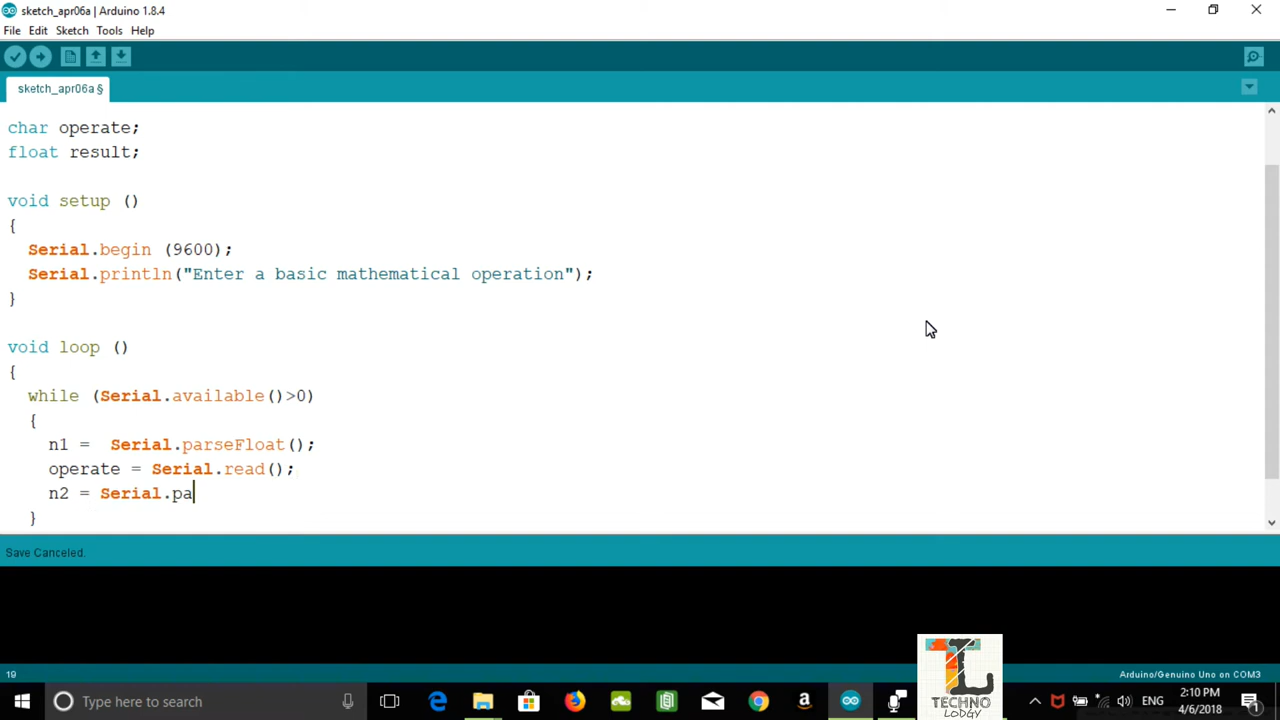 sketch_apr06a | Arduino 1.8.4
File Edit Sketch Tools Help
sketch_apr06a §
char operate;
float result;
void setup ()
{
Serial.begin (9600);
Serial.println("Enter a basic mathematical operation");
}
void loop ()
{
while (Serial.available()>0)
{
n1 =  Serial.parseFloat();
operate = Serial.read();
n2 = Serial.pa
}
Save Canceled.
19
Arduino/Genuino Uno on COM3
TL
TECHNO
LODGY
Type here to search
ENG
2:10 PM
4/6/2018
1